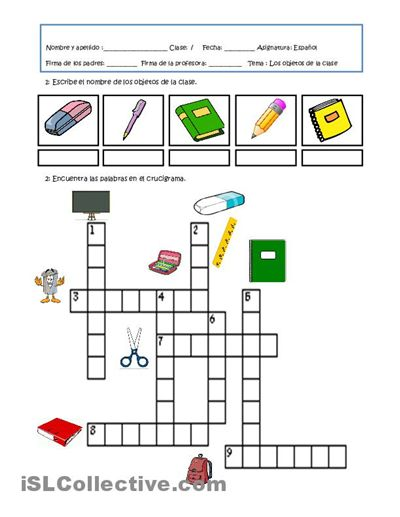 Nombre y apellido : ________________ Clase: / Fecha: ________ Asignatura: Español
Firma de los padres: ________ Firma de la profesora: ________ Tema : Los objetos de la clase
1: Escribe el nombre de los objetos de la clase.
2: Encuentra las palabras en el crucigrama.
1
2
3
4
5
6
7
8
9
iSLCollective.com